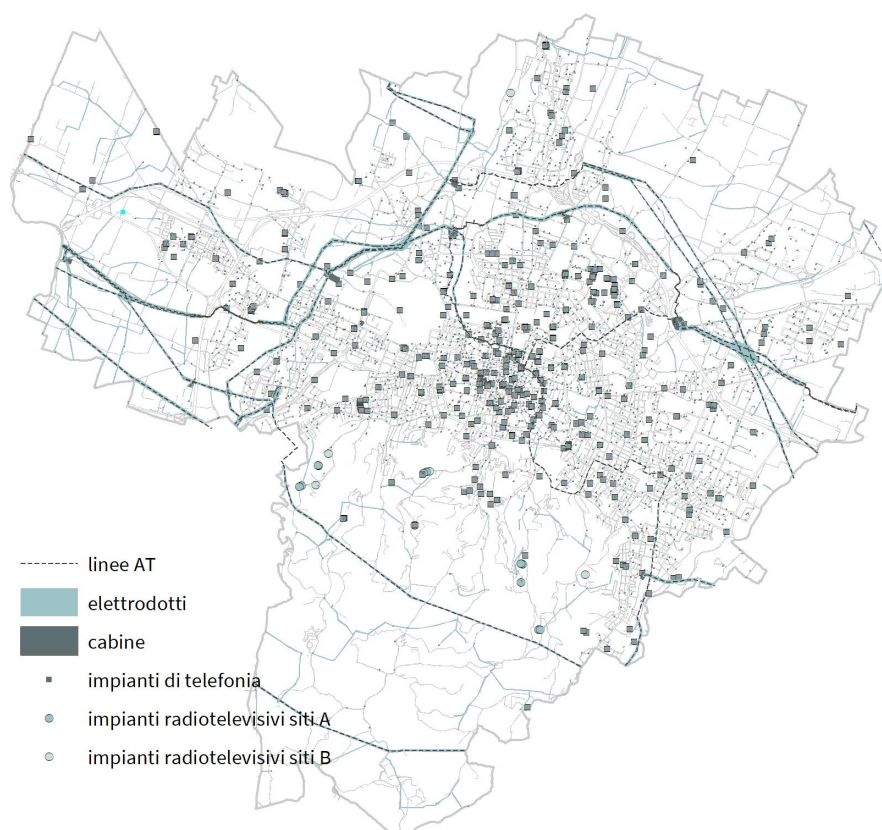 linee AT
elettrodotti
cabine
impianti di telefonia
impianti radiotelevisivi siti A
impianti radiotelevisivi siti B